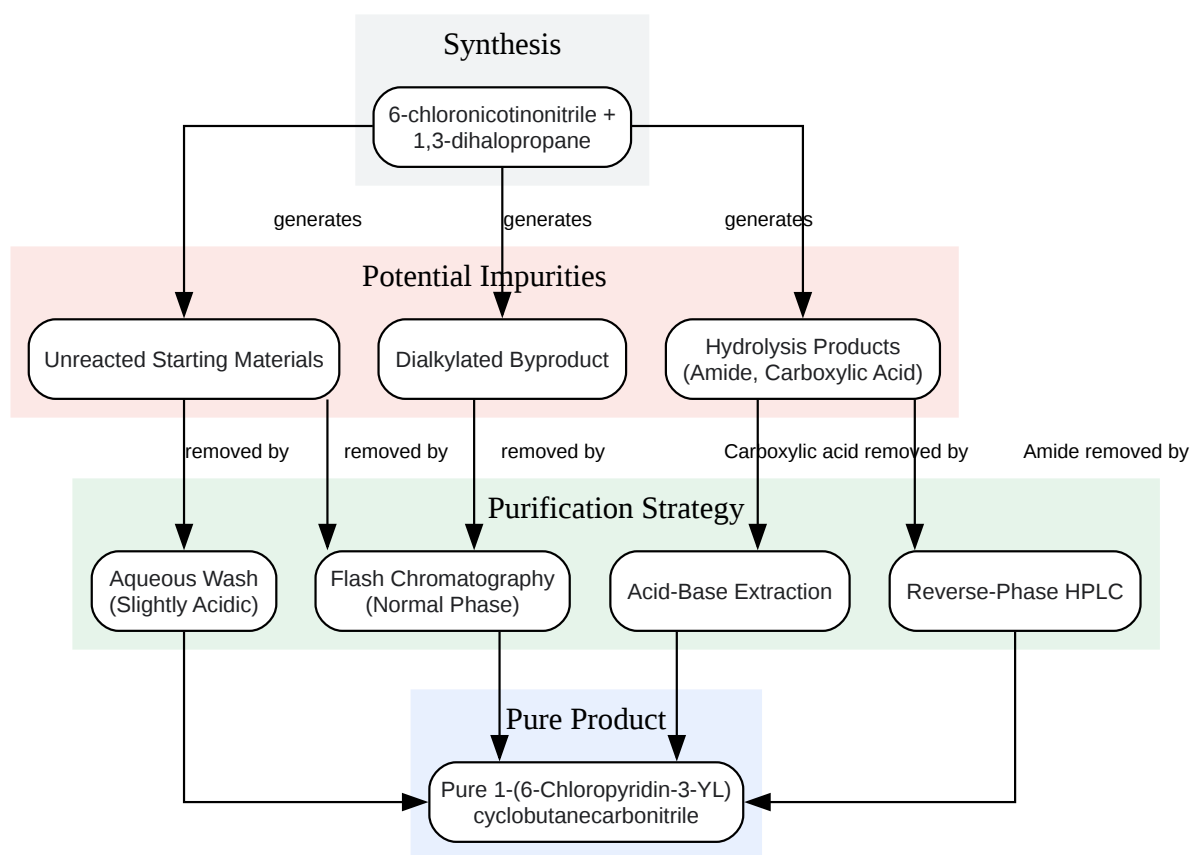 Synthesis
6-chloronicotinonitrile +
1,3-dihalopropane
generates
generates
generates
Potential Impurities
Unreacted Starting Materials
Dialkylated Byproduct
Hydrolysis Products
(Amide, Carboxylic Acid)
removed by
removed by
removed by
Carboxylic acid removed by
Amide removed by
Purification Strategy
Aqueous Wash
(Slightly Acidic)
Flash Chromatography
(Normal Phase)
Acid-Base Extraction
Reverse-Phase HPLC
Pure Product
Pure 1-(6-Chloropyridin-3-YL)
cyclobutanecarbonitrile